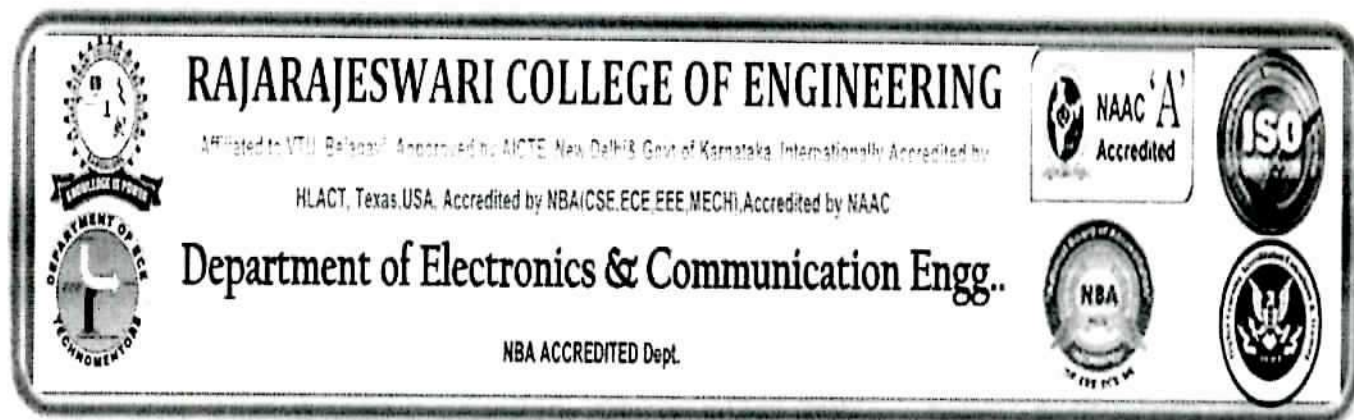 RAJARAJESWARI COLLEGE OF ENGINEERING
Affiliated to VTU, Belagavi, Approved by AICTE, New Delhi& Govt of Karnataka, Internationally Accredited by
HLACT, Texas,USA, Accredited by NBA(CSE,ECE,EEE,MECH),Accredited by NAAC
Department of Electronics & Communication Engg..
NBA ACCREDITED Dept.
KNOWLEDGE IS POWER
DEPARTMENT OF ECE
TECHNOMENTORS
NAAC 'A'
Accredited
ISO
NBA